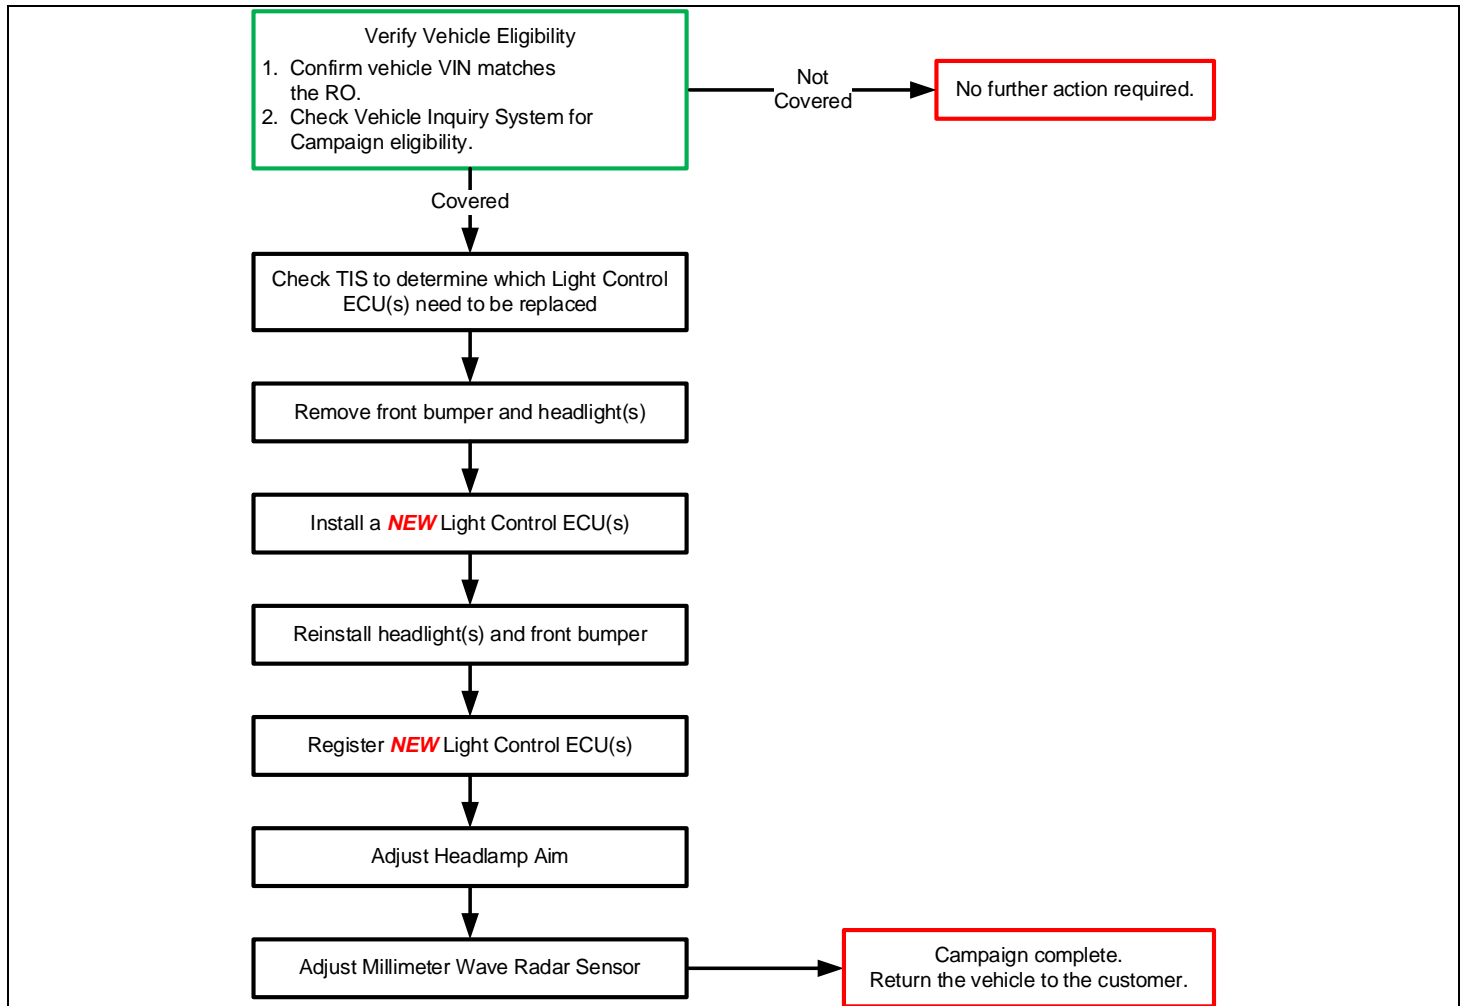 Verify Vehicle Eligibility
1. Confirm vehicle VIN matches
the RO.
2. Check Vehicle Inquiry System for
Campaign eligibility.
Not
Covered
No further action required.
Covered
Check TIS to determine which Light Control
ECU(s) need to be replaced
Remove front bumper and headlight(s)
Install a NEW Light Control ECU(s)
Reinstall headlight(s) and front bumper
Register NEW Light Control ECU(s)
Adjust Headlamp Aim
Adjust Millimeter Wave Radar Sensor
Campaign complete.
Return the vehicle to the customer.